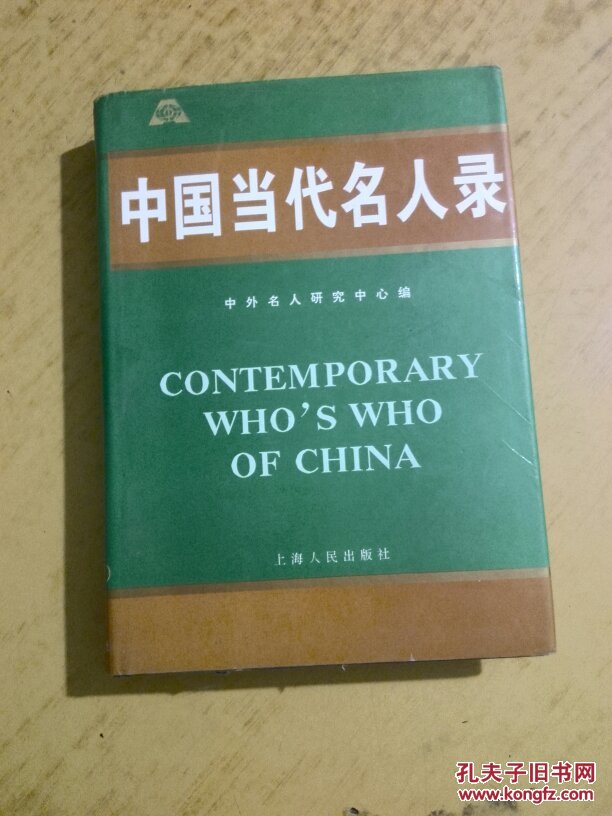 中国当代名人录
中外名人研究中心编
CONTEMPORARY
WHO'S WHO
OF CHINA
上海人民出版社
孔夫子旧书网
www.kongfz.com